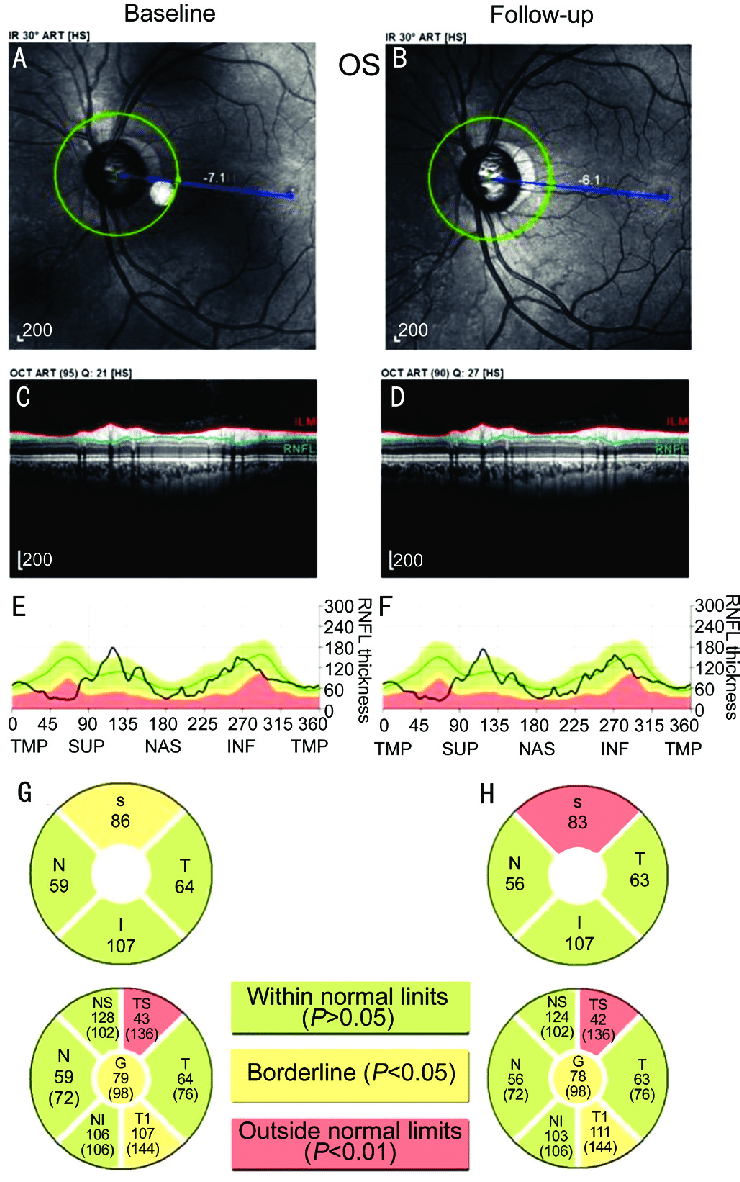 Baseline
Follow-up
IR 30° ART [HS]
IR 30° ART [HS]
OS
A
-7.1
200
B
-6.1
200
OCT ART (95) Q: 21 [HS]
OCT ART (90) Q: 27 [HS]
C
ILM
RNFL
200
D
ILM
RNFL
200
E
300
240
180
120
60
0
RNFL thickness
0 45 90 135 180 225 270 315 360
TMP SUP NAS INF TMP
F
300
240
180
120
60
0
RNFL thickness
0 45 90 135 180 225 270 315 360
TMP SUP NAS INF TMP
G
s
86
N
59
T
64
I
107
H
s
83
N
56
T
63
I
107
NS
128
(102)
TS
43
(136)
N
59
(72)
G
79
(98)
T
64
(76)
NI
106
(106)
T1
107
(144)
Within normal linits
(P>0.05)
Borderline (P<0.05)
Outside normal limits
(P<0.01)
NS
124
(102)
TS
42
(136)
N
56
(72)
G
78
(98)
T
63
(76)
NI
103
(106)
T1
111
(144)